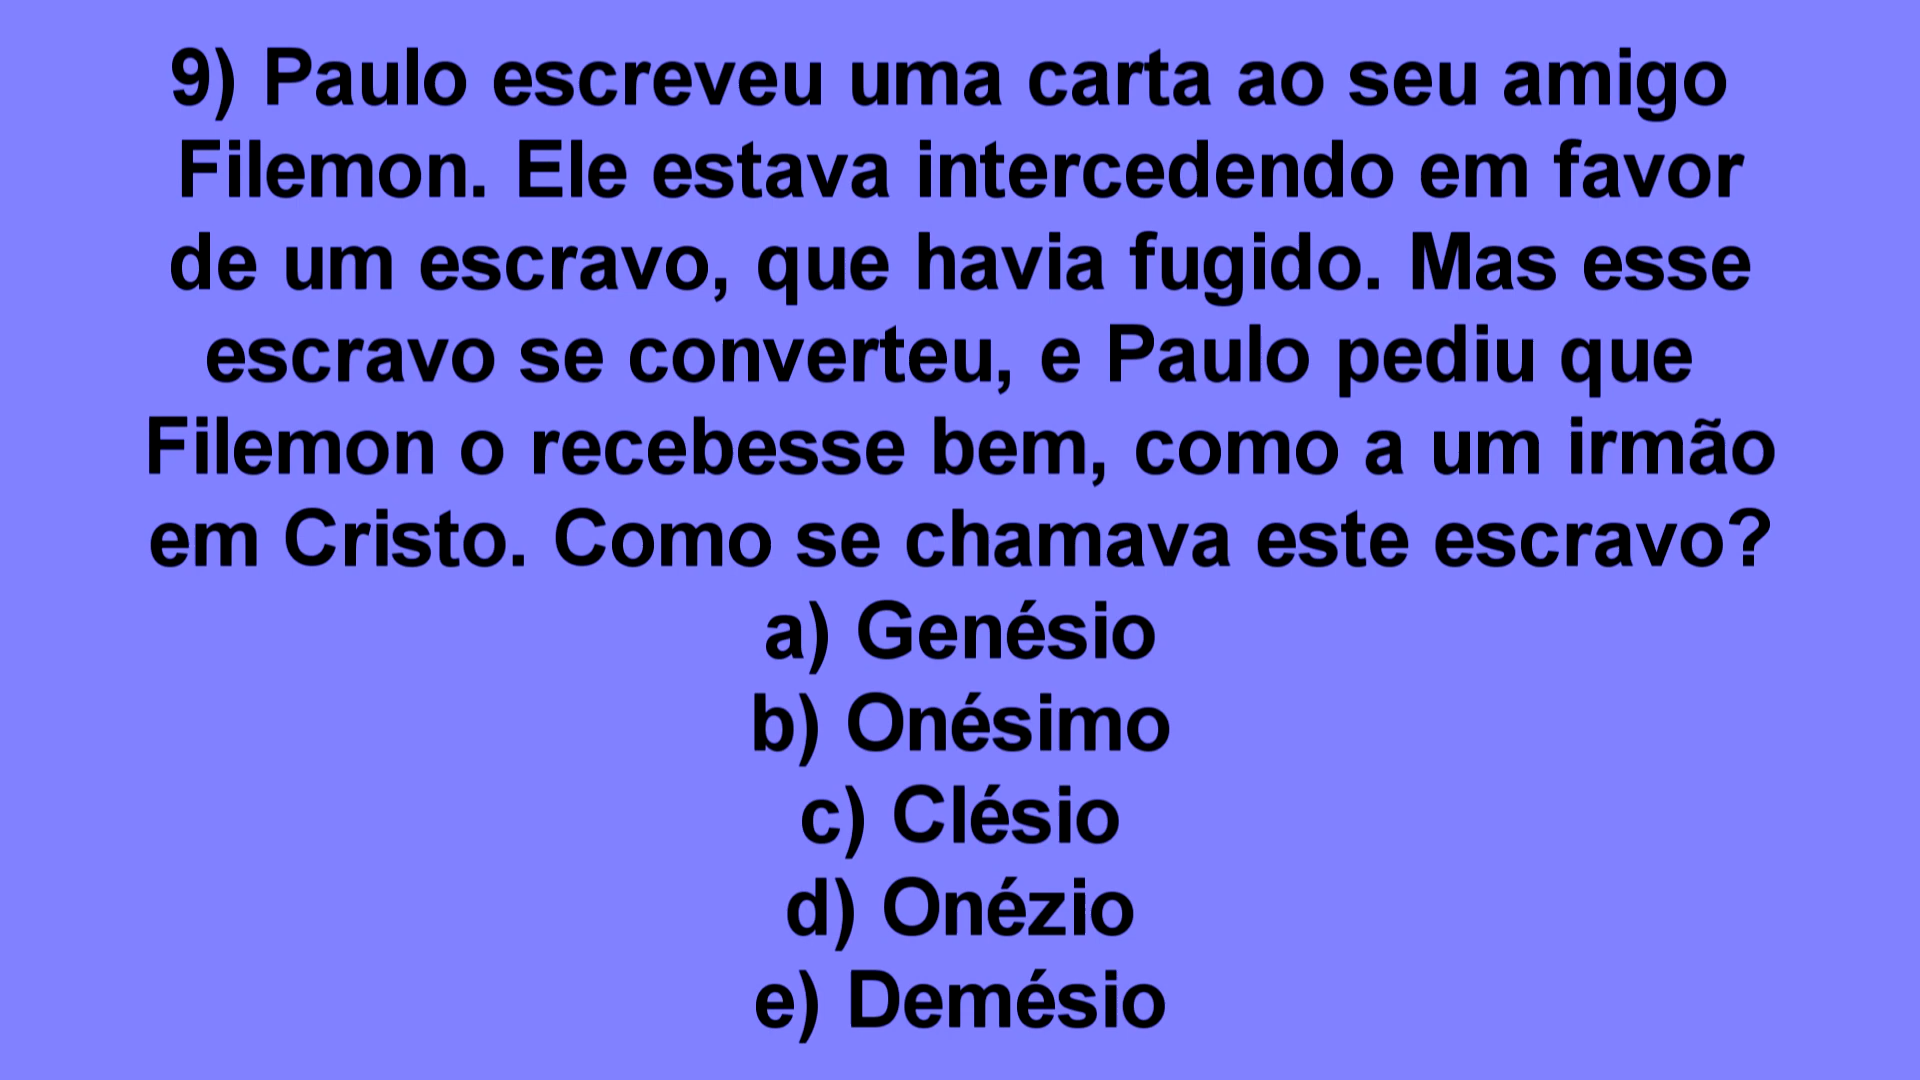 9) Paulo escreveu uma carta ao seu amigo
Filemon. Ele estava intercedendo em favor
de um escravo, que havia fugido. Mas esse
escravo se converteu, e Paulo pediu que
Filemon o recebesse bem, como a um irmão
em Cristo. Como se chamava este escravo?
a) Genésio
b) Onésimo
c) Clésio
d) Onézio
e) Demésio